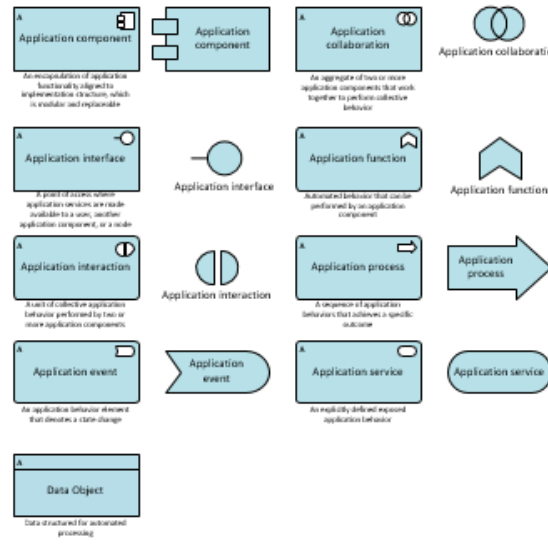 A
Application component
An encapsulation of application
functionality aligned to
implementation structure, which
is modular and replaceable
Application
component
A
Application
collaboration
An aggregate of two or more
application components that work
together to perform collective
behavior
Application collaborati
A
Application interface
A point of access where
application services are made
available to a user, another
application component, or a node
Application interface
A
Application function
Automated behavior that can be
performed by an application
component
Application function
A
Application interaction
A unit of collective application
behavior performed by two or
more application components
Application interaction
A
Application process
A sequence of application
behaviors that achieves a specific
outcome
Application
process
A
Application event
An application behavior element
that denotes a state change
Application
event
A
Application service
An explicitly defined exposed
application behavior
Application service
A
Data Object
Data structured for automated
processing